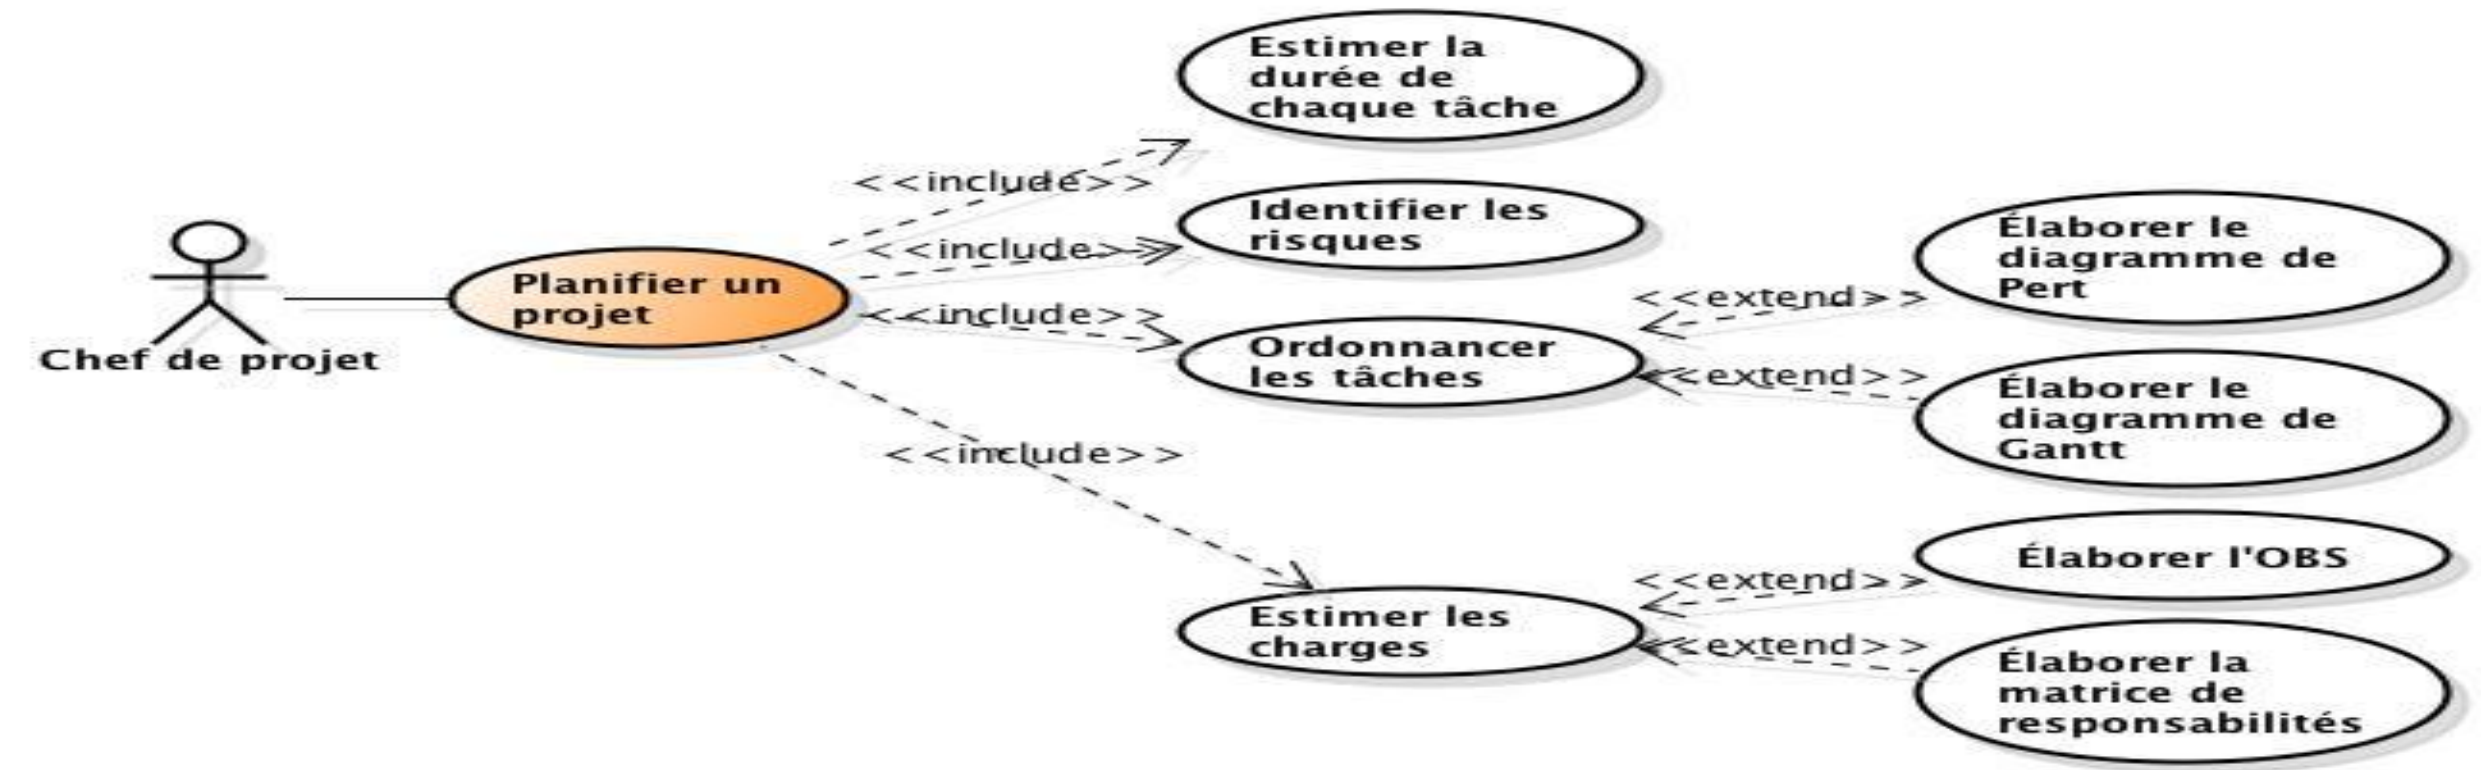 Estimer la
durée de
chaque tâche
<<include>>
Identifier les
risques
<<include>>
Élaborer le
diagramme de
Pert
Planifier un
projet
<<extend>>
<<include>>
Ordonnancer
les tâches
Chef de projet
<<extend>>
Élaborer le
diagramme de
Gantt
<<include>>
Élaborer l'OBS
<<extend>>
Estimer les
charges
<<extend>>
Élaborer la
matrice de
responsabilités